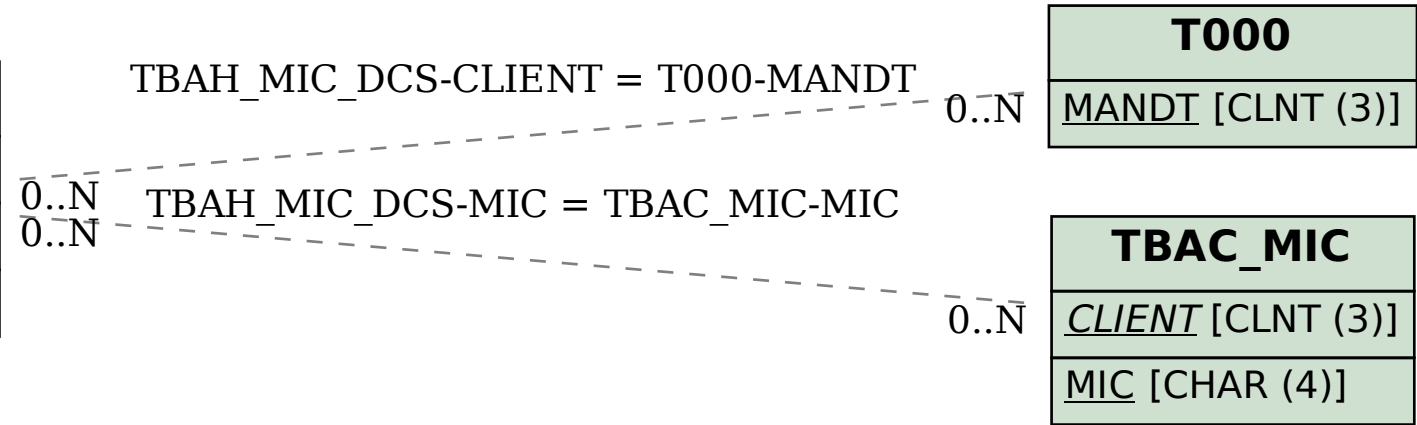 T000
TBAH_MIC_DCS-CLIENT = T000-MANDT
0..N
MANDT [CLNT (3)]
0..N
TBAH_MIC_DCS-MIC = TBAC_MIC-MIC
0..N
TBAC_MIC
0..N
CLIENT [CLNT (3)]
MIC [CHAR (4)]